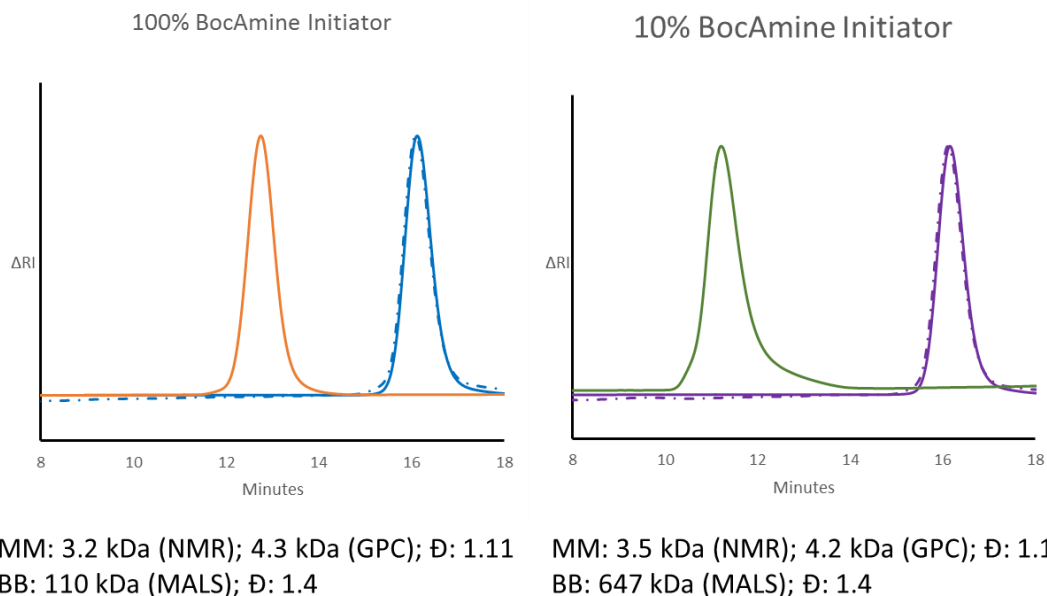 100% BocAmine Initiator
10% BocAmine Initiator
ΔRI
8 10 12 14 16 18
Minutes
ΔRI
8 10 12 14 16 18
Minutes
MM: 3.2 kDa (NMR); 4.3 kDa (GPC); Đ: 1.11
BB: 110 kDa (MALS); Đ: 1.4
MM: 3.5 kDa (NMR); 4.2 kDa (GPC); Đ: 1.1
BB: 647 kDa (MALS); Đ: 1.4